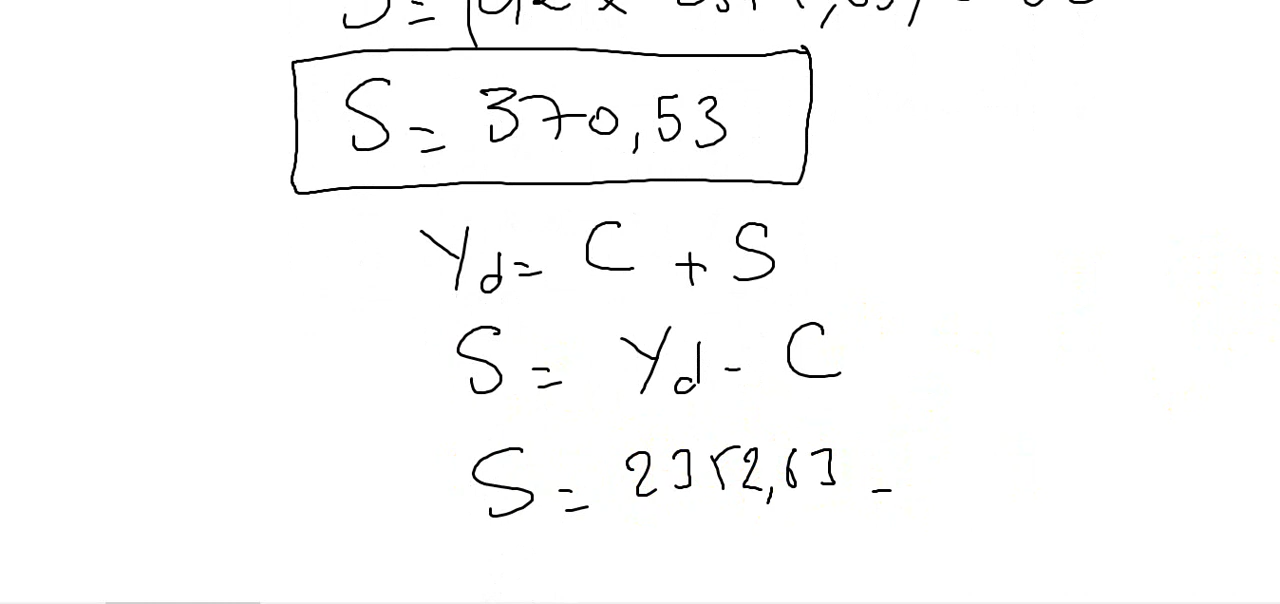 S = 370,53
Yd = C + S
S = Yd - C
S = 2352,63 -